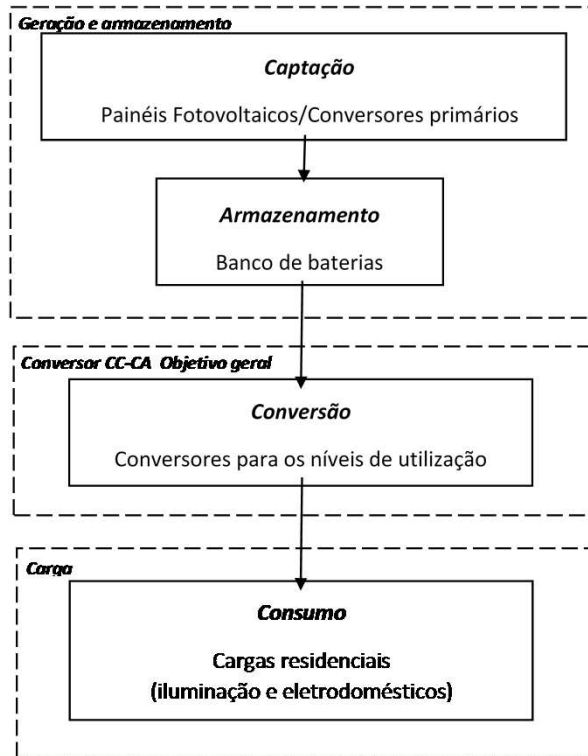 Geração e armazenamento
Captação
Painéis Fotovoltaicos/Conversores primários
Armazenamento
Banco de baterias
Conversor CC-CA Objetivo geral
Conversão
Conversores para os níveis de utilização
Carga
Consumo
Cargas residenciais
(iluminação e eletrodomésticos)